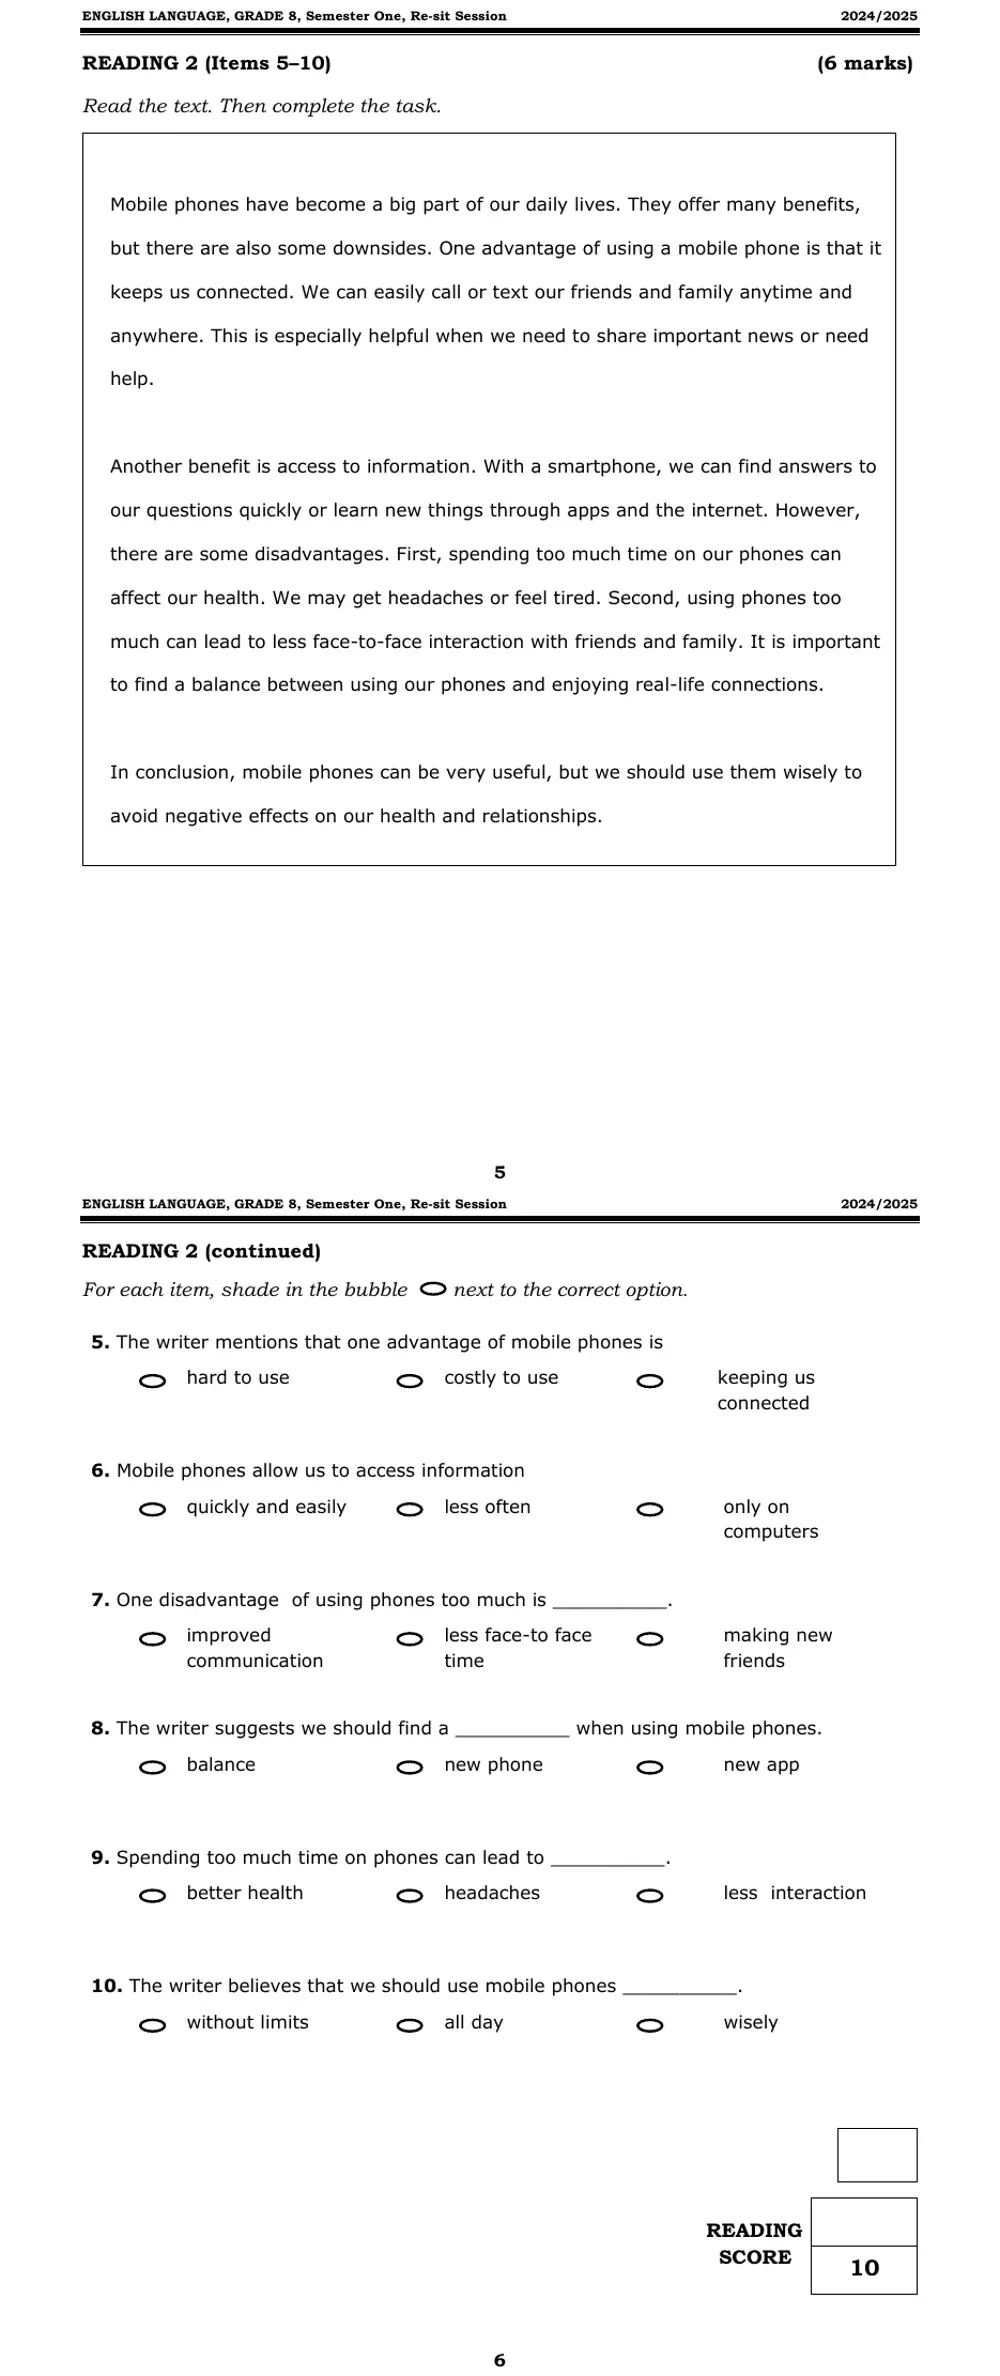 ENGLISH LANGUAGE, GRADE 8, Semester One, Re-sit Session 2024/2025
READING 2 (Items 5–10) (6 marks)
Read the text. Then complete the task.
Mobile phones have become a big part of our daily lives. They offer many benefits,
but there are also some downsides. One advantage of using a mobile phone is that it
keeps us connected. We can easily call or text our friends and family anytime and
anywhere. This is especially helpful when we need to share important news or need
help.
Another benefit is access to information. With a smartphone, we can find answers to
our questions quickly or learn new things through apps and the internet. However,
there are some disadvantages. First, spending too much time on our phones can
affect our health. We may get headaches or feel tired. Second, using phones too
much can lead to less face-to-face interaction with friends and family. It is important
to find a balance between using our phones and enjoying real-life connections.
In conclusion, mobile phones can be very useful, but we should use them wisely to
avoid negative effects on our health and relationships.
5
ENGLISH LANGUAGE, GRADE 8, Semester One, Re-sit Session 2024/2025
READING 2 (continued)
For each item, shade in the bubble next to the correct option.
5. The writer mentions that one advantage of mobile phones is
hard to use costly to use keeping us
connected
6. Mobile phones allow us to access information
quickly and easily less often only on
computers
7. One disadvantage  of using phones too much is ___________.
improved less face-to face making new
communication time friends
8. The writer suggests we should find a ___________ when using mobile phones.
balance new phone new app
9. Spending too much time on phones can lead to ___________.
better health headaches less  interaction
10. The writer believes that we should use mobile phones ___________.
without limits all day wisely
READING
SCORE
10
6